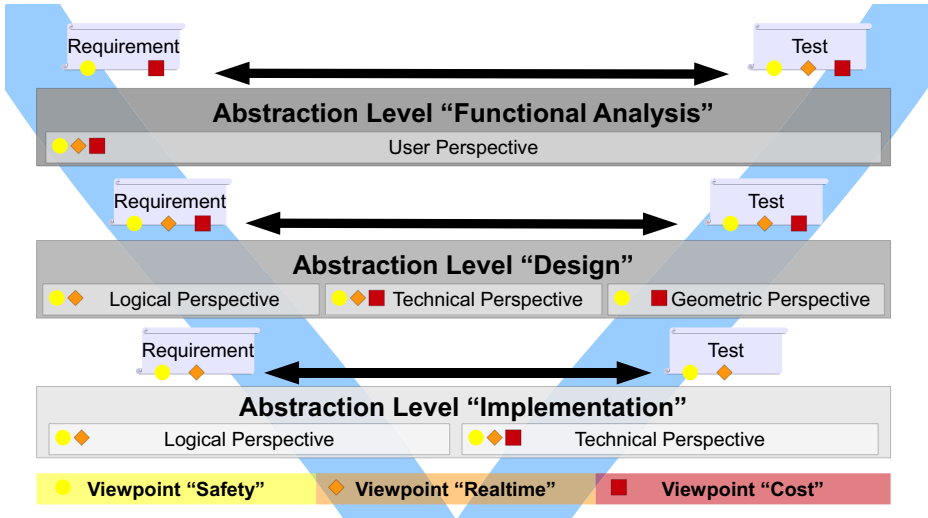 Requirement
Test
Abstraction Level “Functional Analysis”
User Perspective
Requirement
Test
Abstraction Level “Design”
Logical Perspective
Technical Perspective
Geometric Perspective
Requirement
Test
Abstraction Level “Implementation”
Logical Perspective
Technical Perspective
Viewpoint “Safety”
Viewpoint “Realtime”
Viewpoint “Cost”